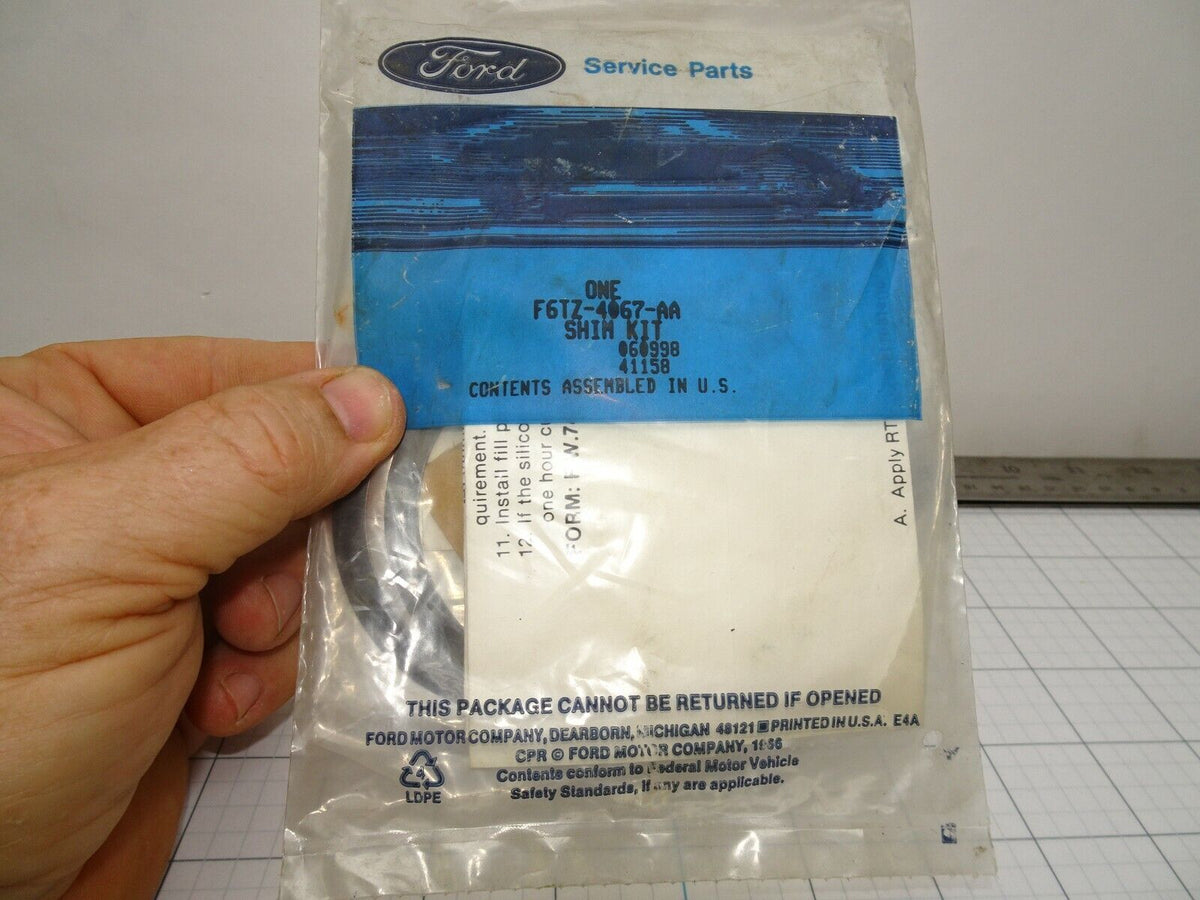 Ford
Service Parts
ONE
F6TZ-4067-AA
SHIM KIT
060998
41158
CONTENTS ASSEMBLED IN U.S.
quirement.
11. Install fill
12. If the silico
one hour
FORM:
A. Apply RT
THIS PACKAGE CANNOT BE RETURNED IF OPENED
FORD MOTOR COMPANY, DEARBORN, MICHIGAN 48121 PRINTED IN U.S.A. E4A
CPR © FORD MOTOR COMPANY,
Contents conform to Federal Motor Vehicle
Safety Standards, if any are applicable.
4
LDPE
10 11